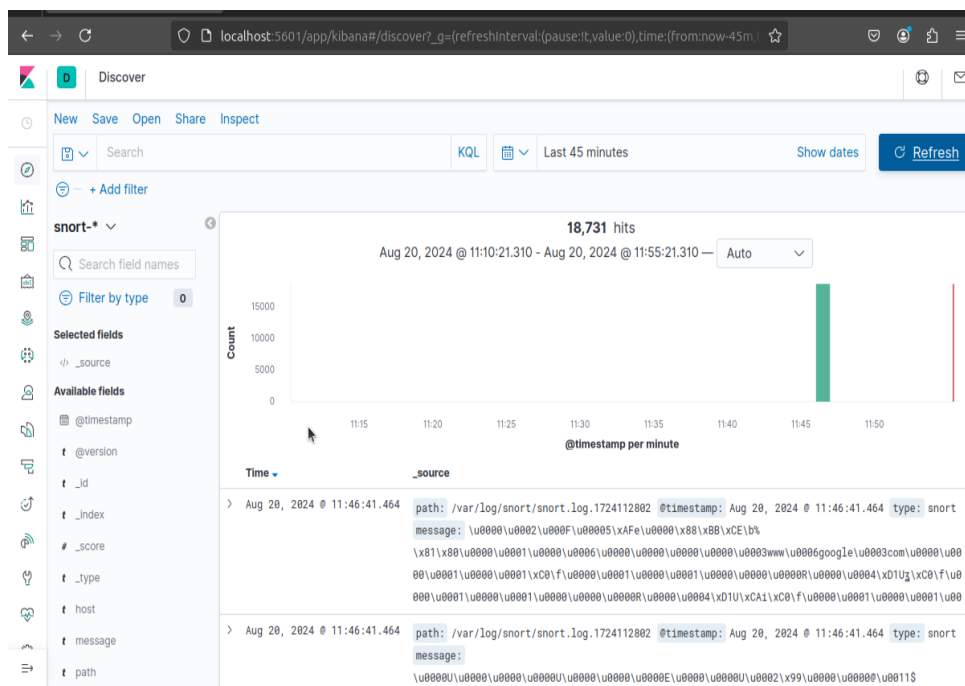 localhost:5601/app/kibana#/discover?_g=(refreshInterval:(pause:!t,value:0),time:(from:now-45m,
D Discover
New Save Open Share Inspect
Search KQL Last 45 minutes Show dates Refresh
+ Add filter
snort-*
Search field names
Filter by type 0
Selected fields
_source
Available fields
@timestamp
t @version
t _id
t _index
# _score
t _type
t host
t message
t path
18,731 hits
Aug 20, 2024 @ 11:10:21.310 - Aug 20, 2024 @ 11:55:21.310 — Auto
Count
15000
10000
5000
0
11:15 11:20 11:25 11:30 11:35 11:40 11:45 11:50
@timestamp per minute
Time _source
Aug 20, 2024 @ 11:46:41.464 path: /var/log/snort/snort.log.1724112802 @timestamp: Aug 20, 2024 @ 11:46:41.464 type: snort
message: \u0000\u0002\u000F\u00005\xAFe\u0000\x88\xBB\xCE\b%
\x81\x80\u0000\u0001\u0000\u0006\u0000\u0000\u0000\u0000\u0003www\u0006google\u0003com\u0000\u00
00\u0001\u0000\u0001\xC0\f\u0000\u0001\u0000\u0001\u0000\u0000\u0000R\u0000\u0004\xD1Uz\xC0\f\u0
000\u0001\u0000\u0001\u0000\u0000\u0000R\u0000\u0004\xD1U\xCAi\xC0\f\u0000\u0001\u0000\u0001\u00
Aug 20, 2024 @ 11:46:41.464 path: /var/log/snort/snort.log.1724112802 @timestamp: Aug 20, 2024 @ 11:46:41.464 type: snort
message:
\u0000U\u0000\u0000\u0000U\u0000\u0000\u0000E\u0000\u0000U\u0002\x99\u0000\u0000@\u0011$